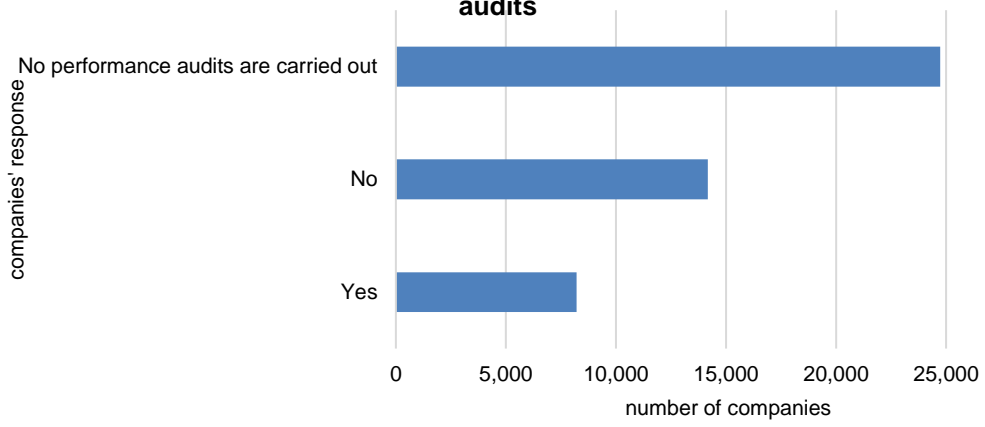 audits
No performance audits are carried out
No
Yes
companies' response
0 5,000 10,000 15,000 20,000 25,000
number of companies